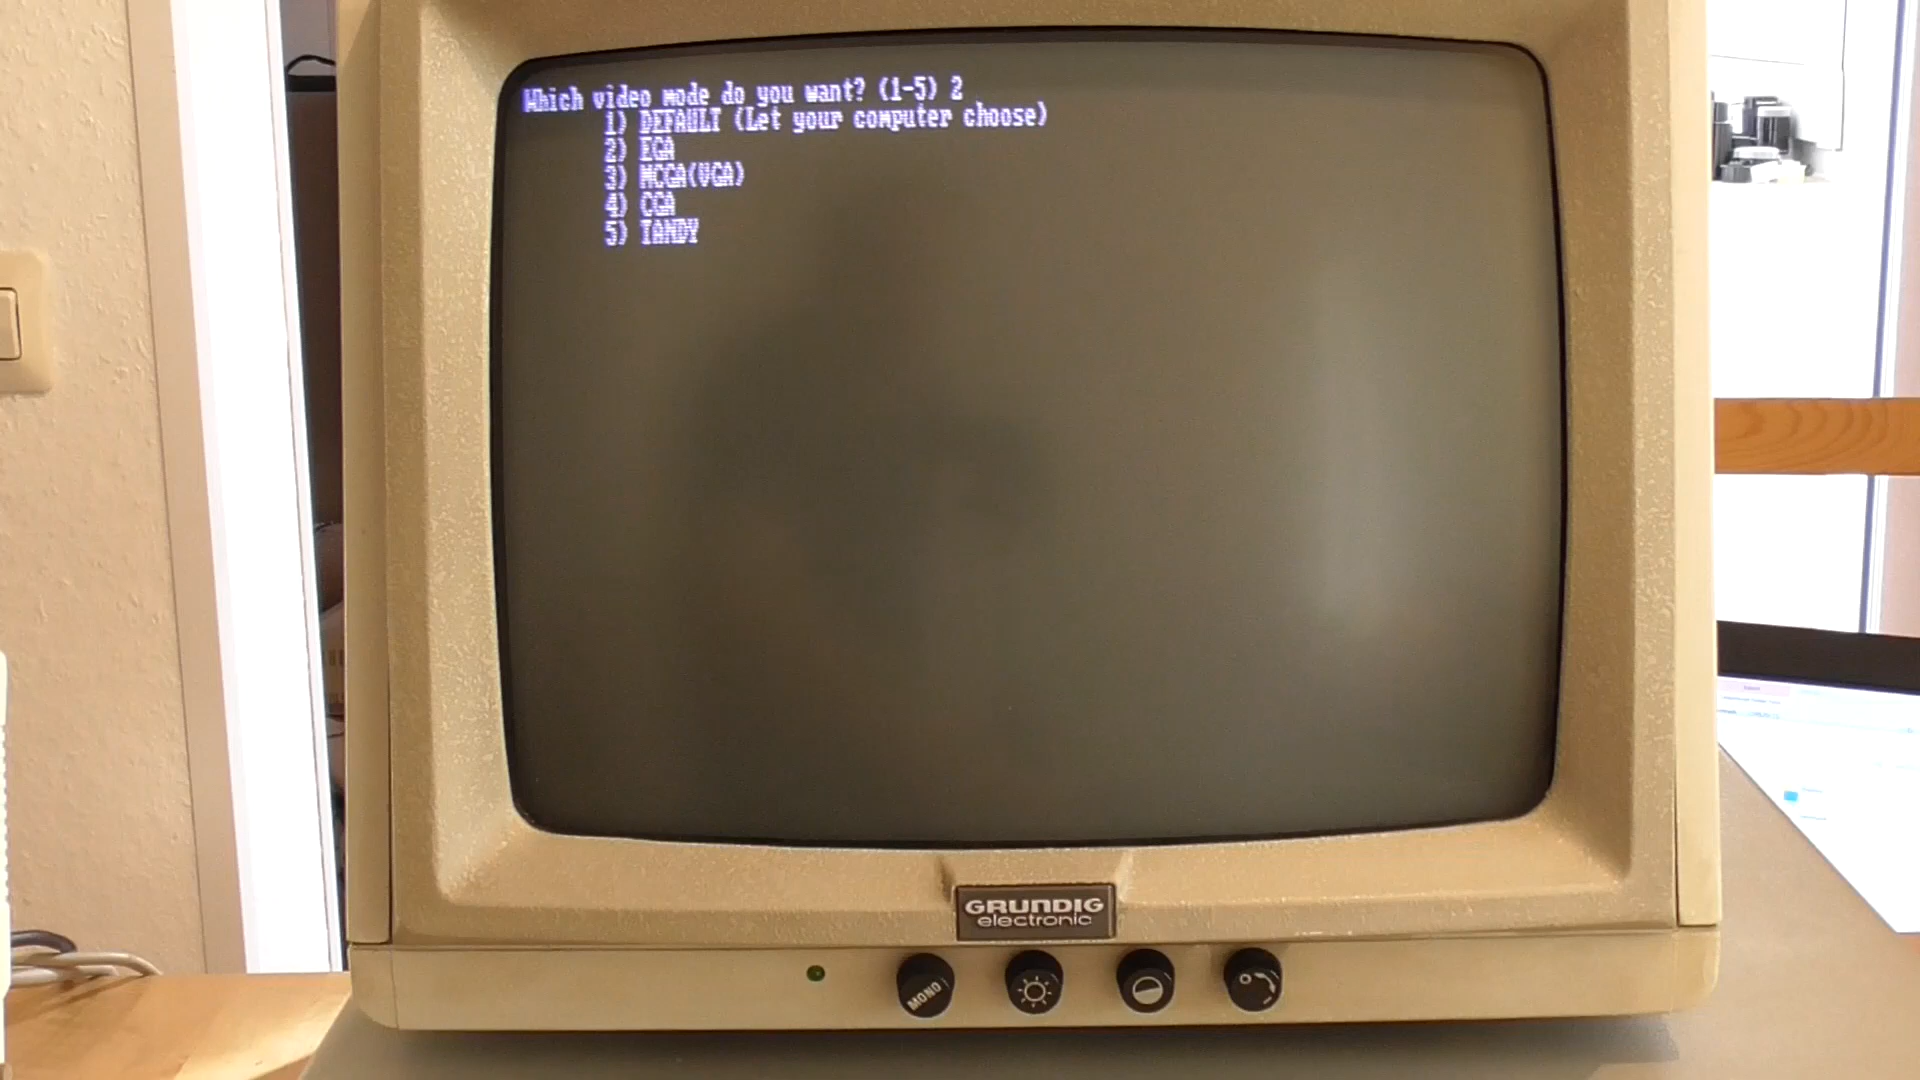 Which video mode do you want? (1-5) 2
1) DEFAULT (Let your computer choose)
2) EGA
3) MCGA(VGA)
4) CGA
5) TANDY
GRUNDIG
electronic
MONO